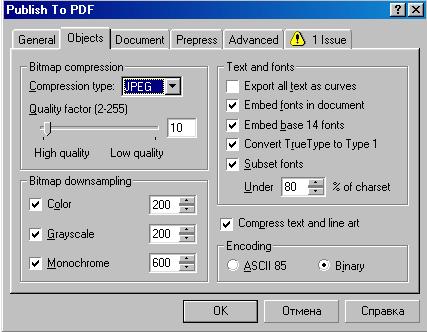 Publish To PDF
General Objects Document Prepress Advanced 1 Issue
Bitmap compression
Compression type: JPEG
Quality factor (2-255)
10
High quality Low quality
Bitmap downsampling
Color 200
Grayscale 200
Monochrome 600
Text and fonts
Export all text as curves
Embed fonts in document
Embed base 14 fonts
Convert TrueType to Type 1
Subset fonts
Under 80 % of charset
Compress text and line art
Encoding
ASCII 85 Binary
OK Отмена Справка